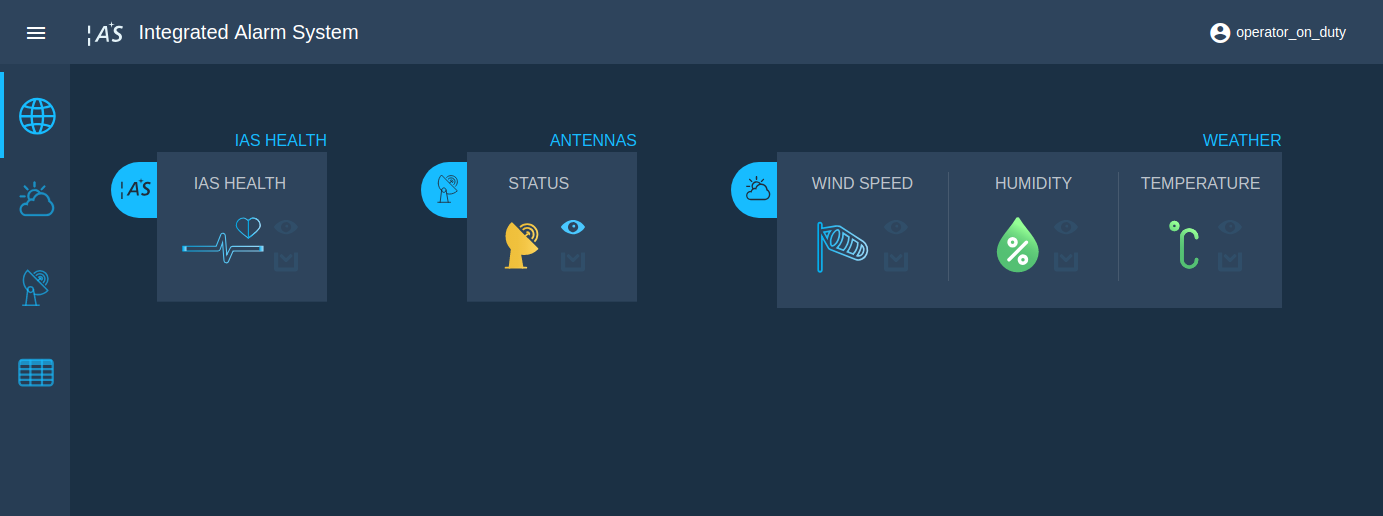 IAS Integrated Alarm System
operator_on_duty
IAS HEALTH
ANTENNAS
WEATHER
IAS
IAS HEALTH
STATUS
WIND SPEED
HUMIDITY
TEMPERATURE
%
°C